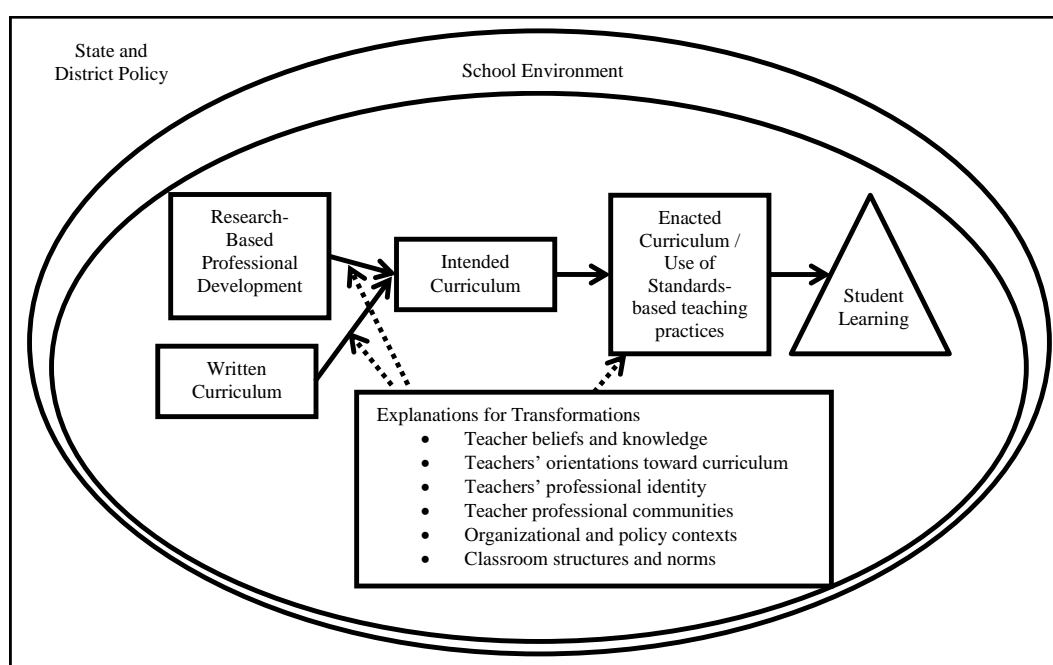 State and
District Policy
School Environment
Research-
Based
Professional
Development
Written
Curriculum
Intended
Curriculum
Enacted
Curriculum /
Use of
Standards-
based teaching
practices
Student
Learning
Explanations for Transformations
• Teacher beliefs and knowledge
• Teachers’ orientations toward curriculum
• Teachers’ professional identity
• Teacher professional communities
• Organizational and policy contexts
• Classroom structures and norms